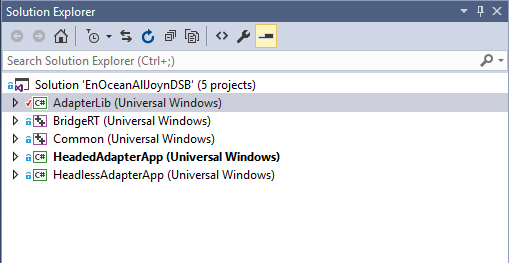 Solution Explorer
Search Solution Explorer (Ctrl+;)
Solution 'EnOceanAllJoynDSB' (5 projects)
C# AdapterLib (Universal Windows)
BridgeRT (Universal Windows)
Common (Universal Windows)
C# HeadedAdapterApp (Universal Windows)
C# HeadlessAdapterApp (Universal Windows)